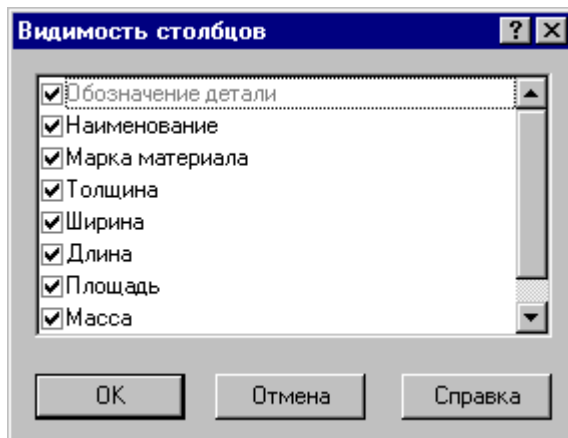 Видимость столбцов
Обозначение детали
Наименование
Марка материала
Толщина
Ширина
Длина
Площадь
Масса
OK Отмена Справка